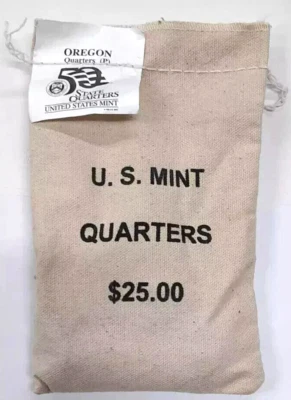 OREGON
Quarters (P)
50
STATE
QUARTERS
UNITED STATES MINT
U. S. MINT
QUARTERS
$25.00